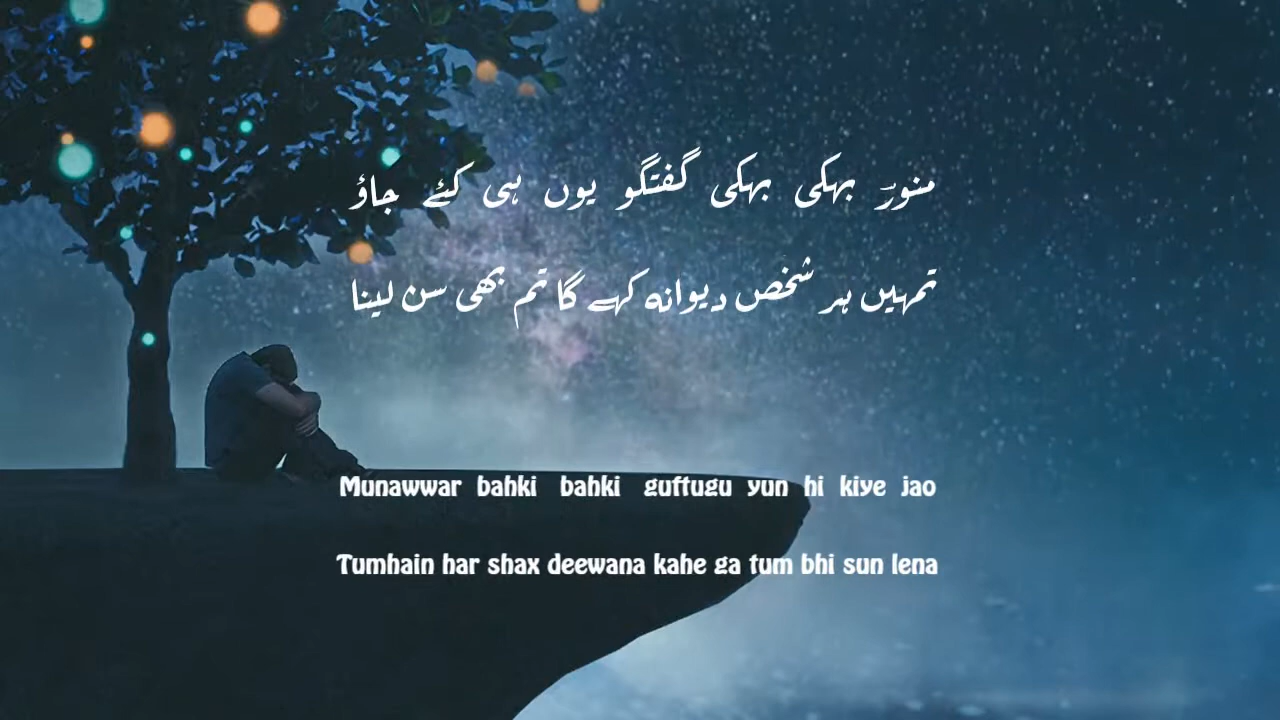 منورؔ بہکی بہکی گفتگو یوں ہی کئے جاؤ
تمہیں ہر شخص دیوانہ کہے گا تم بھی سن لینا
Munawwar bahki bahki guftugu yun hi kiye jao
Tumhain har shax deewana kahe ga tum bhi sun lena